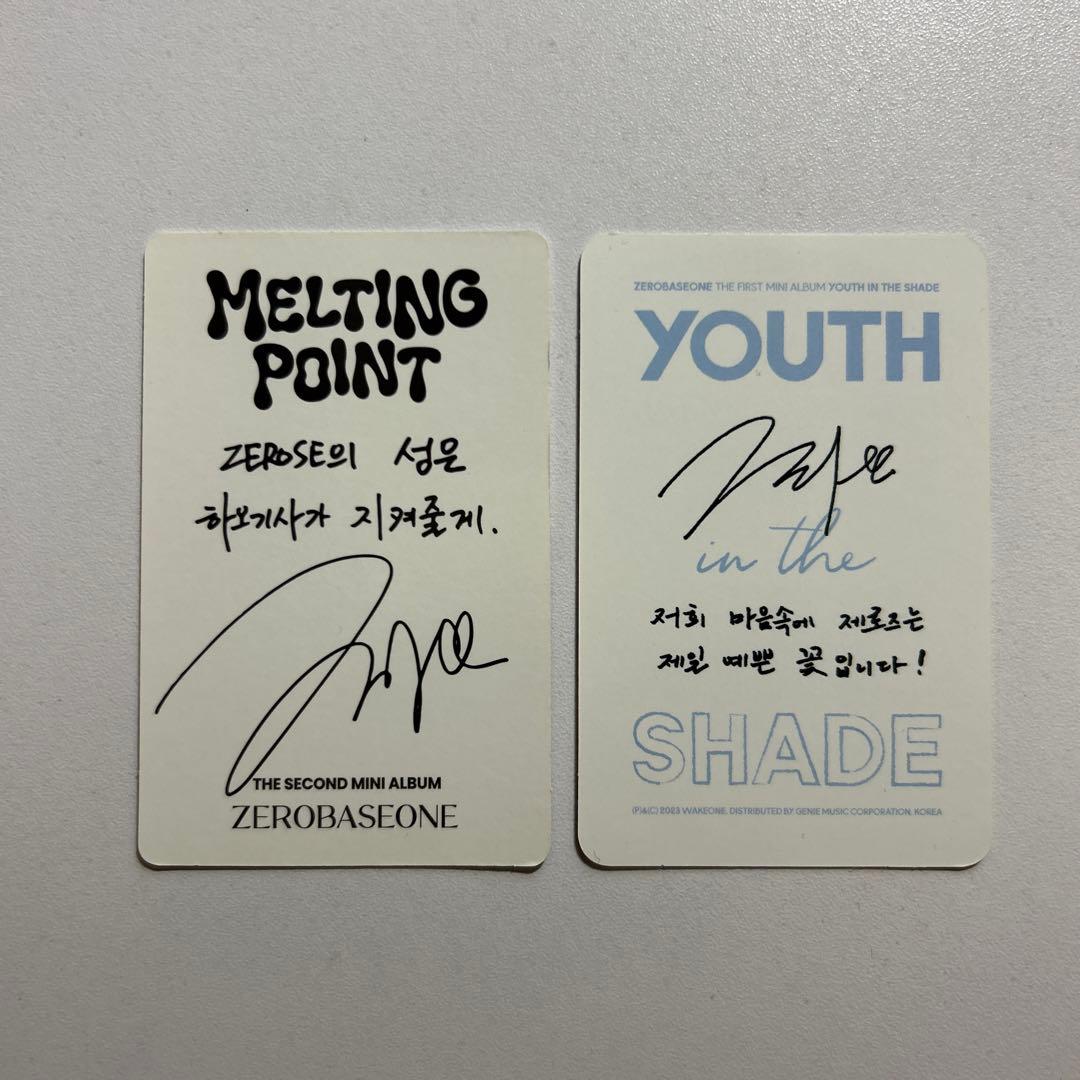 MELTING
POINT
ZEROSE의 성은
하오기사가 지켜줄게.
THE SECOND MINI ALBUM
ZEROBASEONE
ZEROBASEONE THE FIRST MINI ALBUM YOUTH IN THE SHADE
YOUTH
in the
저희 마음속에 제로즈는
제일 예쁜 꽃입니다!
SHADE
(P)&(C) 2023 WAKEONE. DISTRIBUTED BY GENIE MUSIC CORPORATION, KOREA